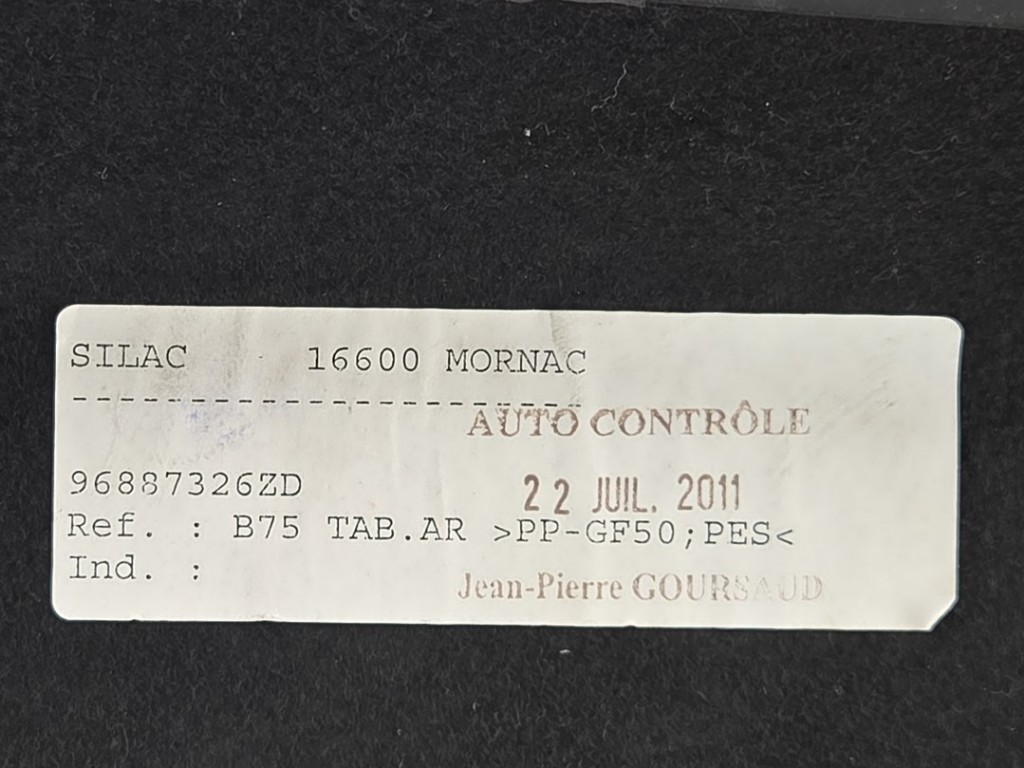 SILAC 16600 MORNAC
-----------------------
AUTO CONTRÔLE
96887326ZD
22 JUIL. 2011
Ref. : B75 TAB.AR >PP-GF50;PES<
Ind. :
Jean-Pierre GOURSAUD